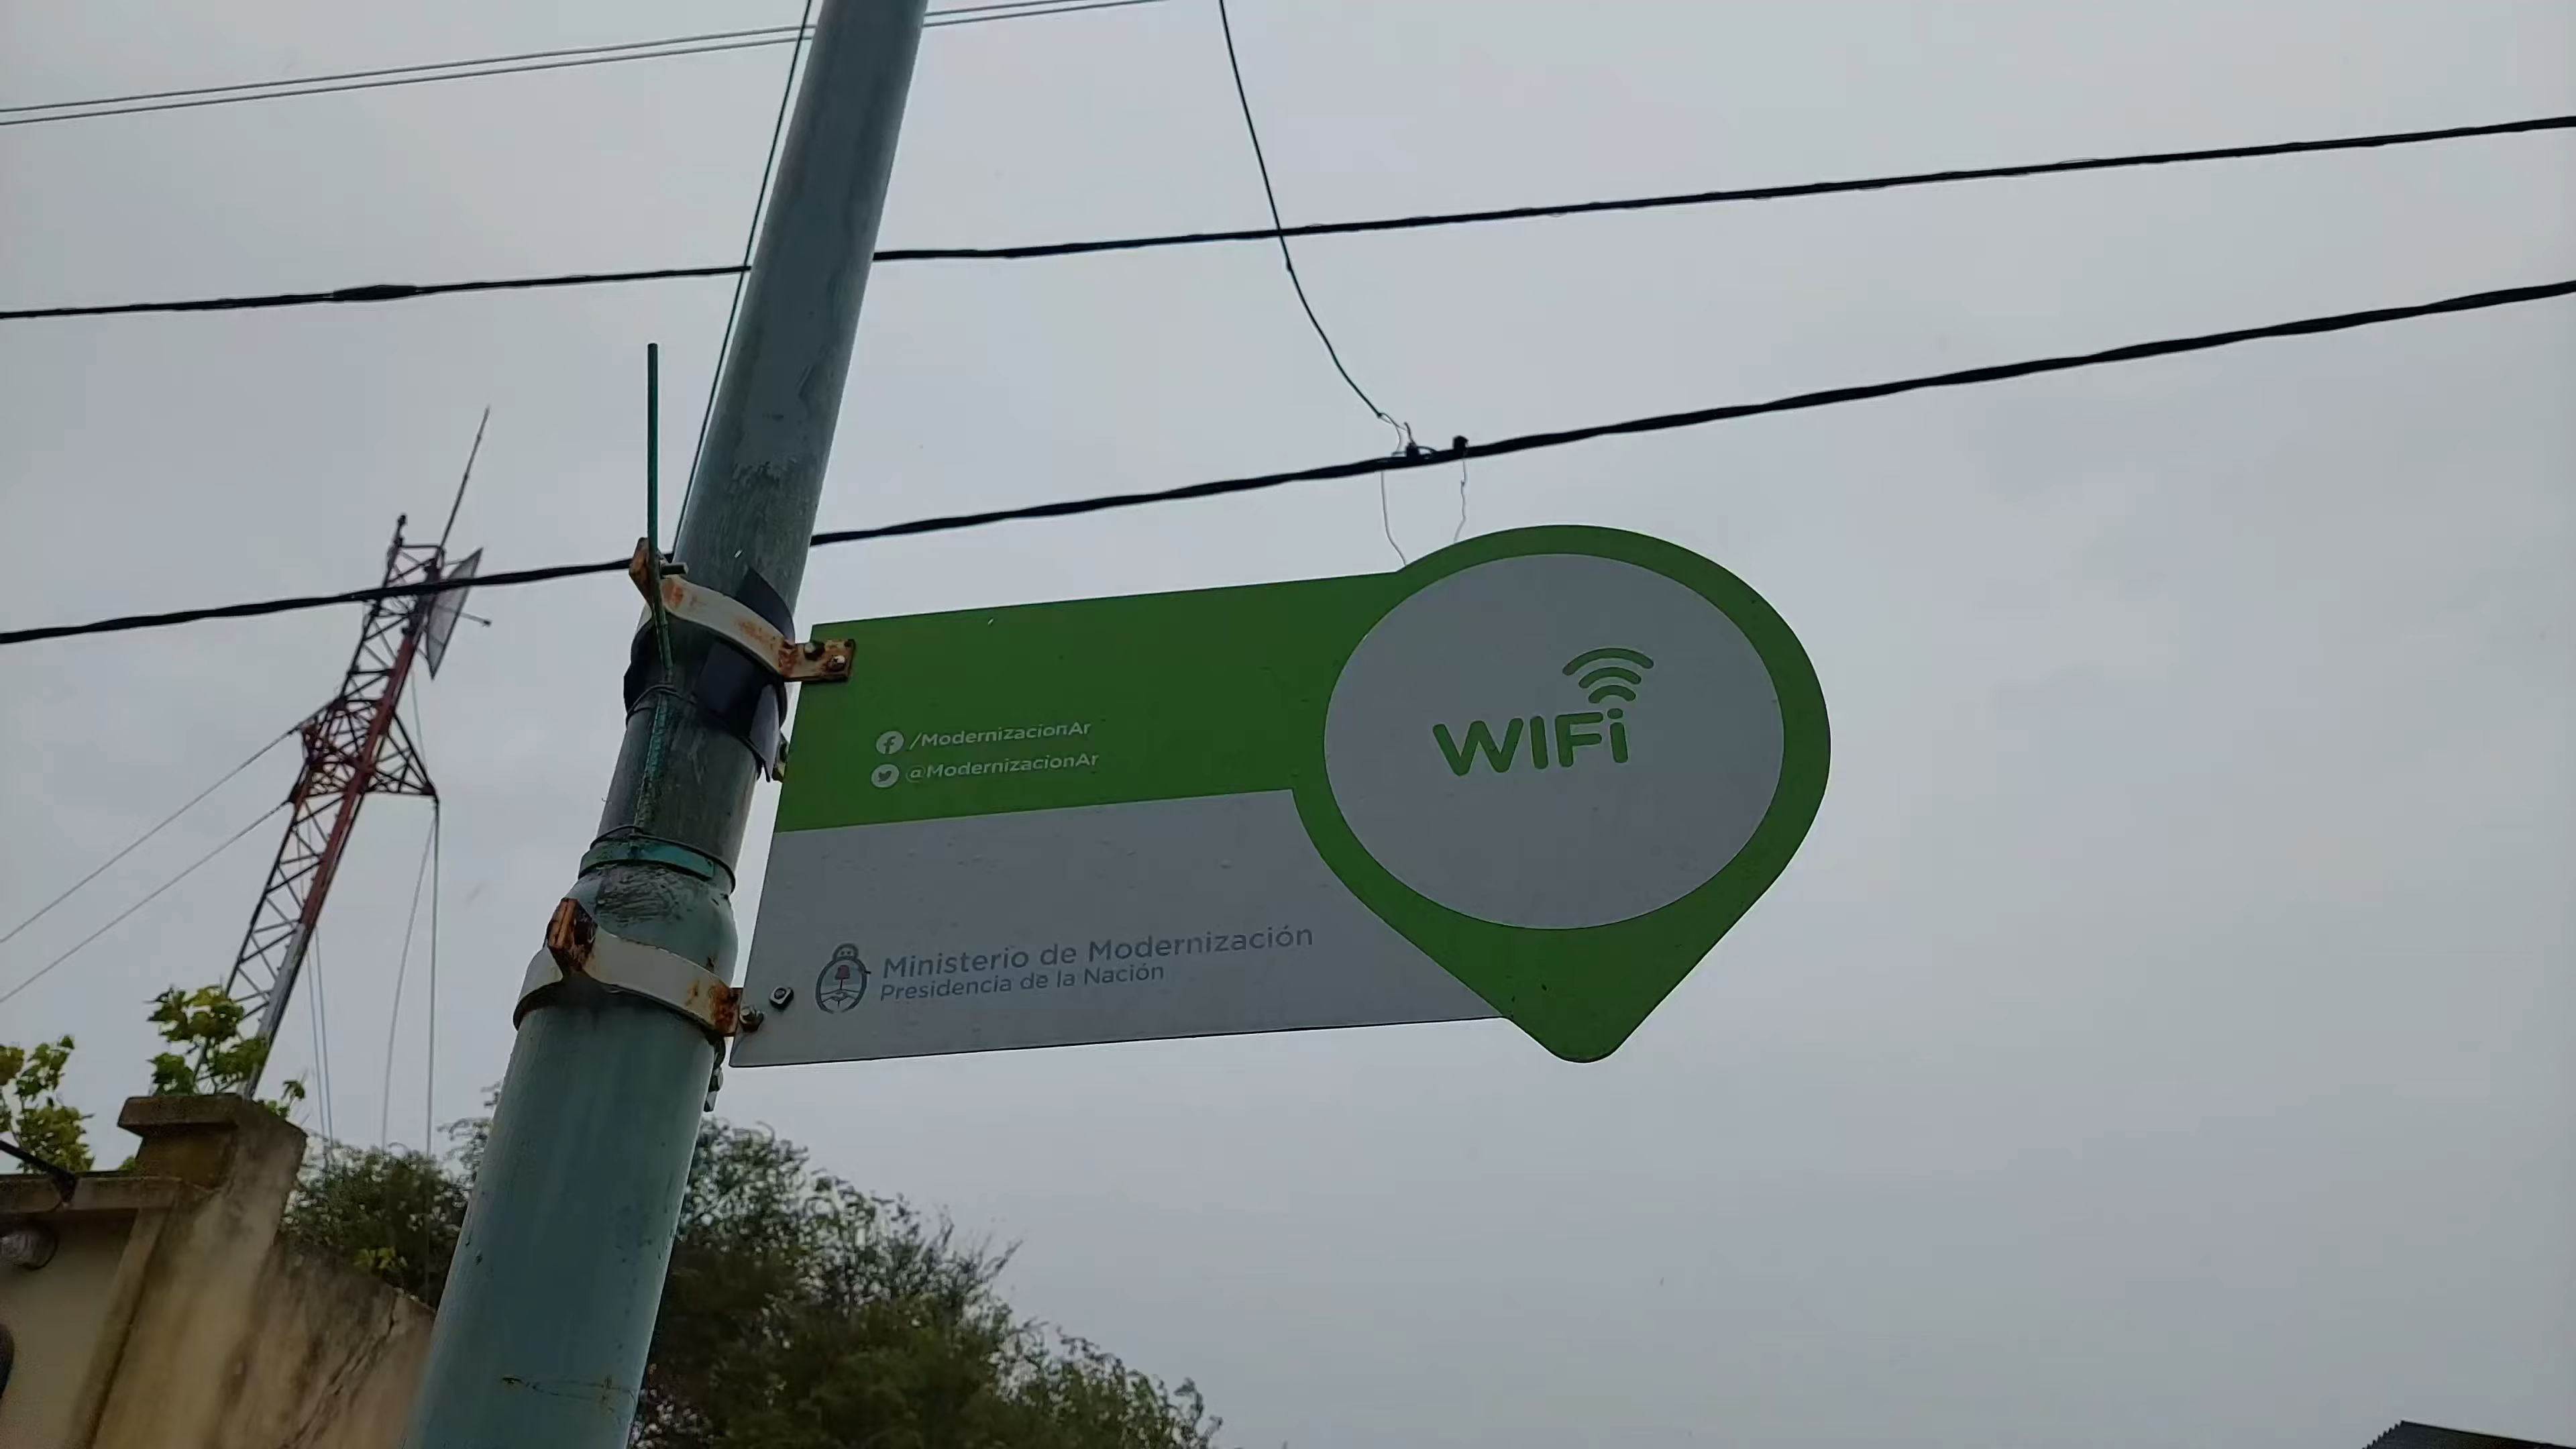 /ModernizacionAr
@ModernizacionAr
WIFi
Ministerio de Modernización
Presidencia de la Nación